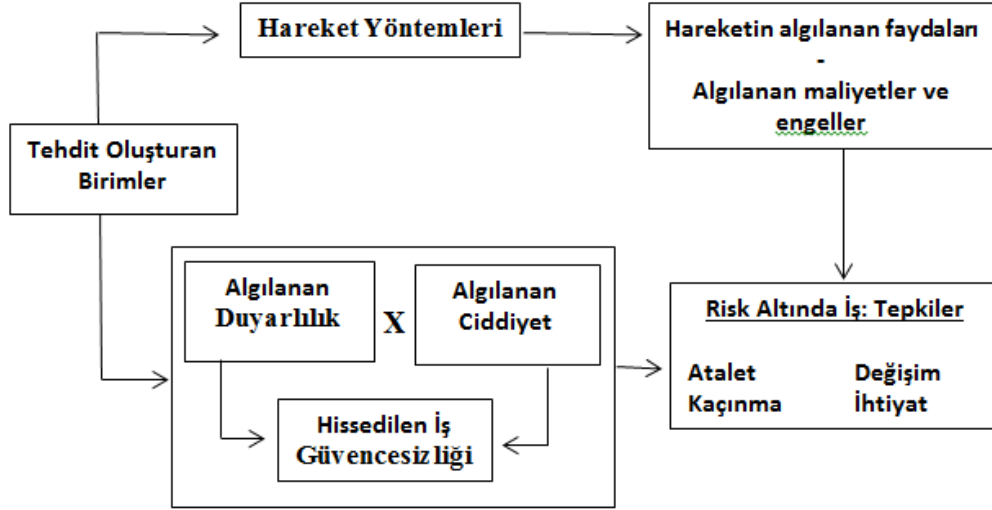 Hareket Yöntemleri
Hareketin algılanan faydaları
-
Algılanan maliyetler ve
engeller
Tehdit Oluşturan
Birimler
Algılanan
Duyarlılık
X
Algılanan
Ciddiyet
Hissedilen İş
Güvencesizliği
Risk Altında İş: Tepkiler
Atalet Değişim
Kaçınma İhtiyat